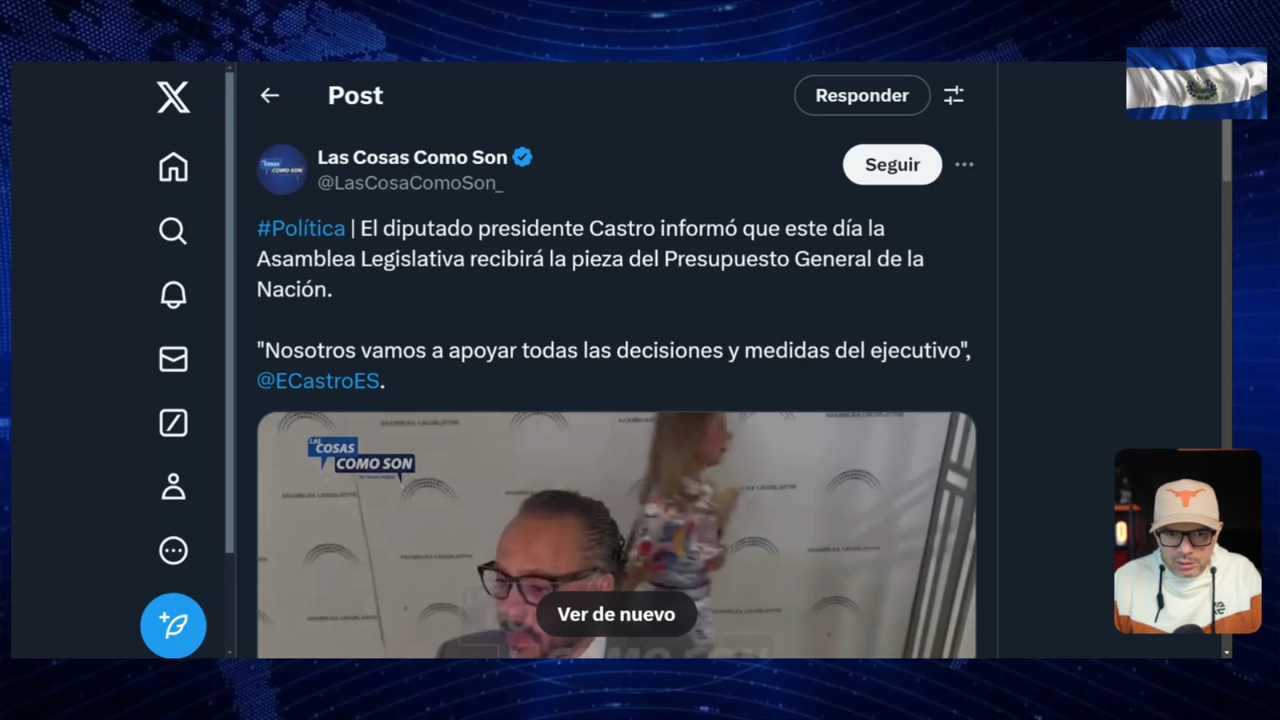 Post
Responder
Las Cosas Como Son
@LasCosaComoSon_
Seguir
#Política | El diputado presidente Castro informó que este día la
Asamblea Legislativa recibirá la pieza del Presupuesto General de la
Nación.
"Nosotros vamos a apoyar todas las decisiones y medidas del ejecutivo",
@ECastroES.
LAS
COSAS
COMO SON
Ver de nuevo